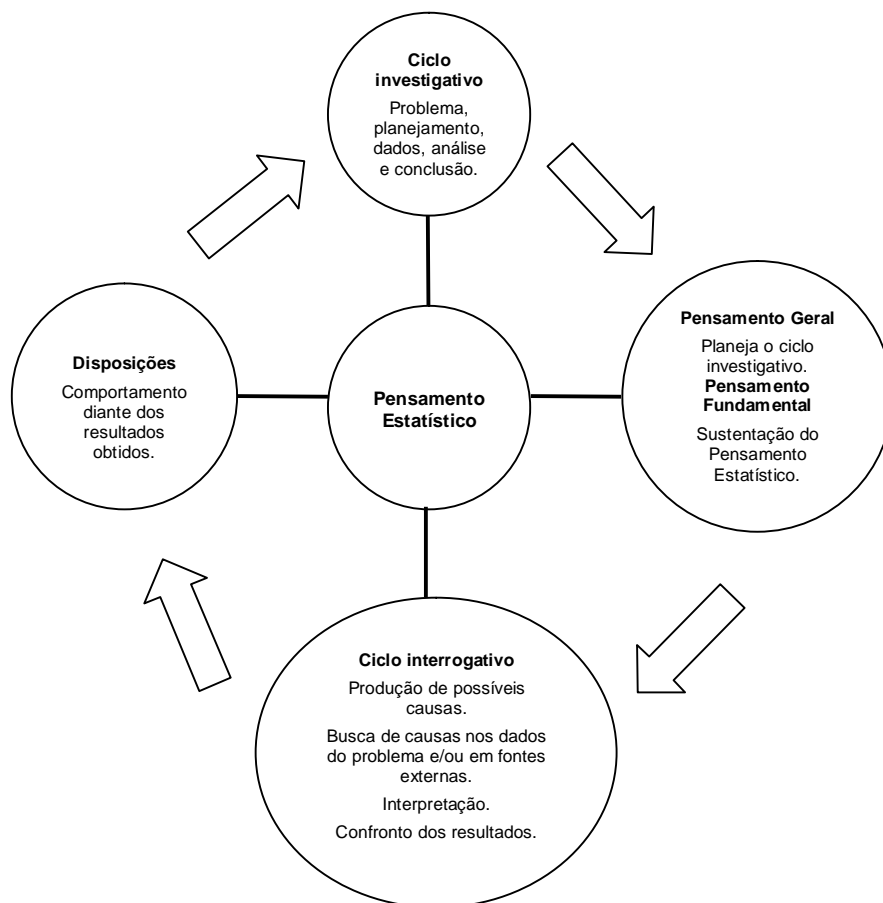 Ciclo
investigativo
Problema,
planejamento,
dados, análise
e conclusão.
Pensamento Geral
Planeja o ciclo
investigativo.
Pensamento
Fundamental
Sustentação do
Pensamento
Estatístico.
Disposições
Comportamento
diante dos
resultados
obtidos.
Pensamento
Estatístico
Ciclo interrogativo
Produção de possíveis
causas.
Busca de causas nos dados
do problema e/ou em fontes
externas.
Interpretação.
Confronto dos resultados.